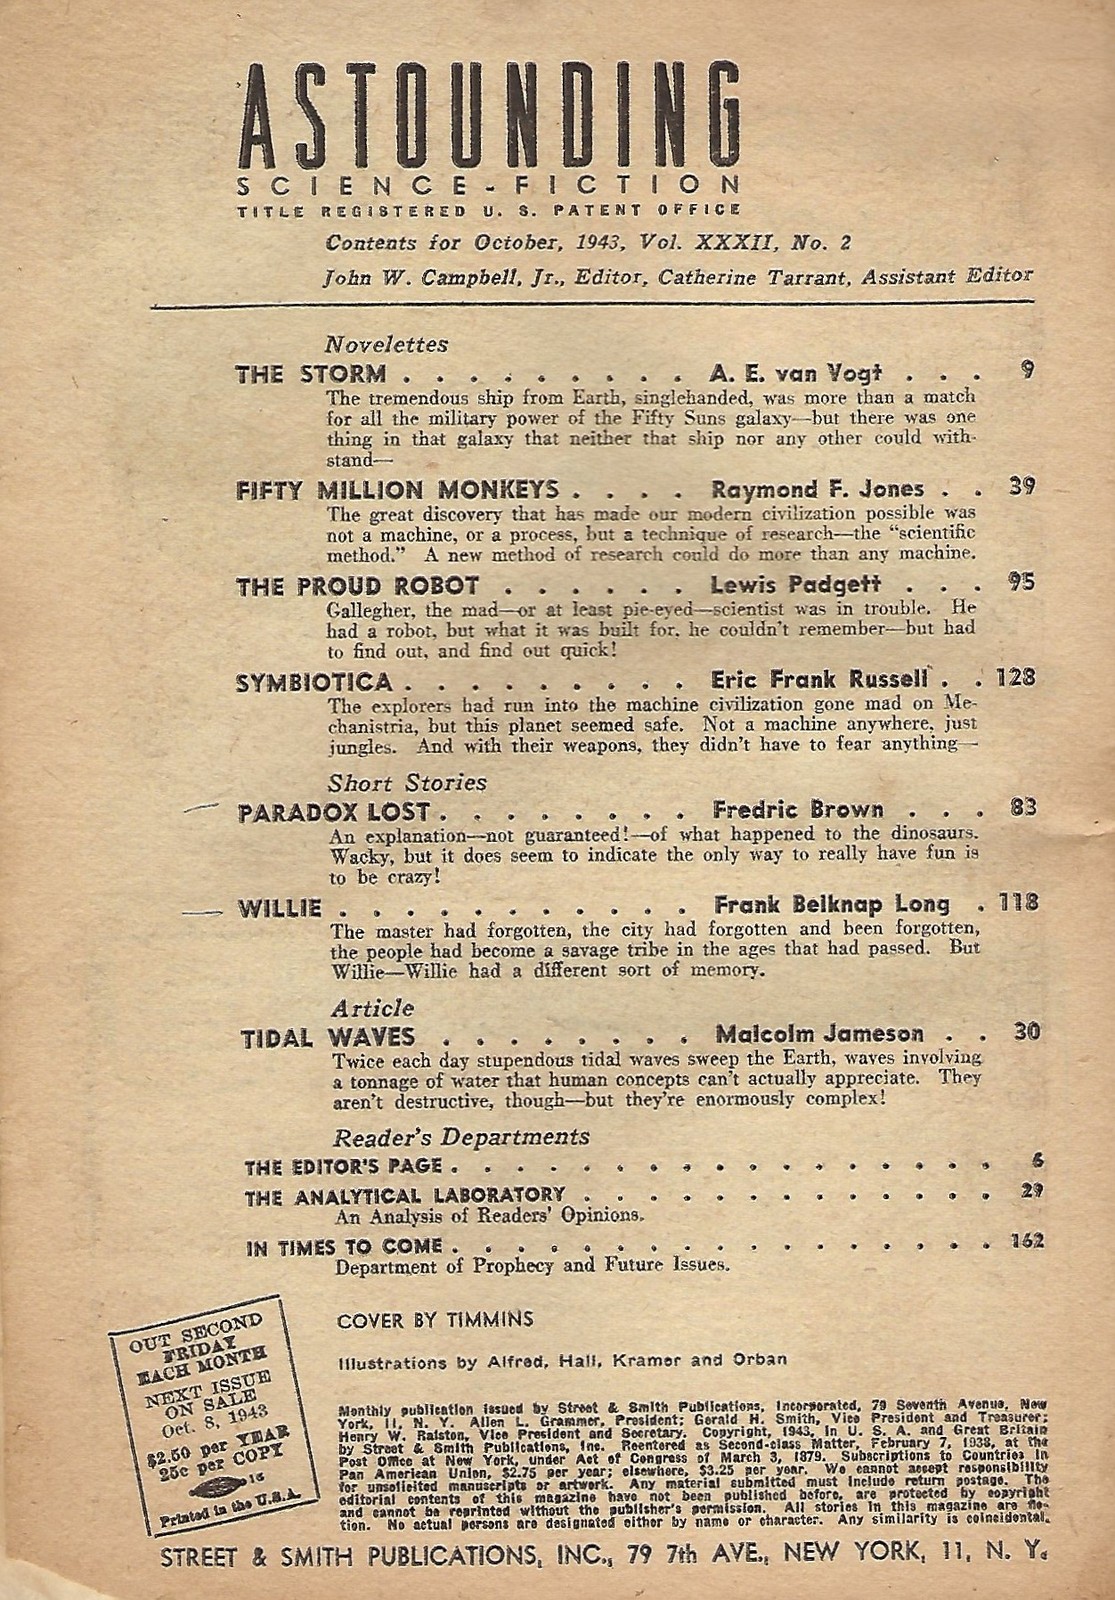 ASTOUNDING
SCIENCE-FICTION
TITLE REGISTERED U. S. PATENT OFFICE
Contents for October, 1943, Vol. XXXII, No. 2
John W. Campbell, Jr., Editor, Catherine Tarrant, Assistant Editor
Novelettes
THE STORM . . . . . . . . . A. E. van Vogt . . . 9
The tremendous ship from Earth, singlehanded, was more than a match
for all the military power of the Fifty Suns galaxy—but there was one
thing in that galaxy that neither that ship nor any other could with-
stand—
FIFTY MILLION MONKEYS . . . . Raymond F. Jones . . 39
The great discovery that has made our modern civilization possible was
not a machine, or a process, but a technique of research—the "scientific
method." A new method of research could do more than any machine.
THE PROUD ROBOT . . . . . . Lewis Padgett . . . 95
Gallegher, the mad—or at least pie-eyed—scientist was in trouble. He
had a robot, but what it was built for, he couldn't remember—but had
to find out, and find out quick!
SYMBIOTICA . . . . . . . . . Eric Frank Russell . . 128
The explorers had run into the machine civilization gone mad on Me-
chanistria, but this planet seemed safe. Not a machine anywhere, just
jungles. And with their weapons, they didn't have to fear anything—
Short Stories
PARADOX LOST . . . . . . . . Fredric Brown . . . 83
An explanation—not guaranteed!—of what happened to the dinosaurs.
Wacky, but it does seem to indicate the only way to really have fun is
to be crazy!
WILLIE . . . . . . . . . . . Frank Belknap Long . 118
The master had forgotten, the city had forgotten and been forgotten,
the people had become a savage tribe in the ages that had passed. But
Willie—Willie had a different sort of memory.
Article
TIDAL WAVES . . . . . . . . Malcolm Jameson . . 30
Twice each day stupendous tidal waves sweep the Earth, waves involving
a tonnage of water that human concepts can't actually appreciate. They
aren't destructive, though—but they're enormously complex!
Reader's Departments
THE EDITOR'S PAGE . . . . . . . . . . . . . . . . . 6
THE ANALYTICAL LABORATORY . . . . . . . . . . . . . 29
An Analysis of Readers' Opinions.
IN TIMES TO COME . . . . . . . . . . . . . . . . . 162
Department of Prophecy and Future Issues.
COVER BY TIMMINS
Illustrations by Alfred, Hall, Kramer and Orban
OUT SECOND
FRIDAY
EACH MONTH
NEXT ISSUE
ON SALE
Oct. 8, 1943
$2.50 per YEAR
25c per COPY
16
Printed in the U.S.A.
Monthly publication issued by Street & Smith Publications, Incorporated, 79 Seventh Avenue, New
York, 11, N. Y. Allen L. Grammer, President; Gerald H. Smith, Vice President and Treasurer;
Henry W. Ralston, Vice President and Secretary. Copyright, 1943, in U. S. A. and Great Britain
by Street & Smith Publications, Inc. Reentered as Second-class Matter, February 7, 1938, at the
Post Office at New York, under Act of Congress of March 3, 1879. Subscriptions to Countries in
Pan American Union, $2.75 per year; elsewhere, $3.25 per year. We cannot accept responsibility
for unsolicited manuscripts or artwork. Any material submitted must include return postage. The
editorial contents of this magazine have not been published before, are protected by copyright
and cannot be reprinted without the publisher's permission. All stories in this magazine are fic-
tion. No actual persons are designated either by name or character. Any similarity is coincidental.
STREET & SMITH PUBLICATIONS, INC., 79 7th AVE., NEW YORK, 11, N. Y.